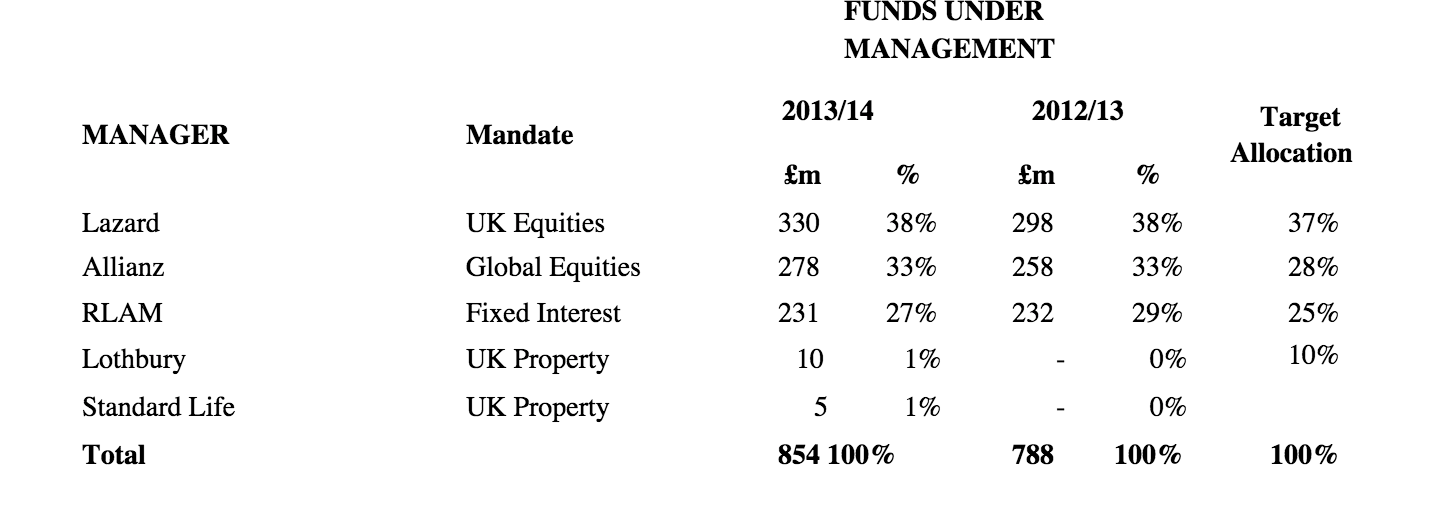 FUNDS UNDER
MANAGEMENT
MANAGER Mandate 2013/14 2012/13 Target
Allocation
£m % £m %
Lazard UK Equities 330 38% 298 38% 37%
Allianz Global Equities 278 33% 258 33% 28%
RLAM Fixed Interest 231 27% 232 29% 25%
Lothbury UK Property 10 1% - 0% 10%
Standard Life UK Property 5 1% - 0%
Total 854 100% 788 100% 100%